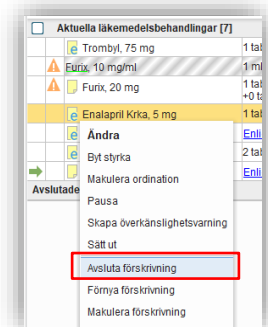 Aktuella läkemedelsbehandlingar [7]
Trombyl, 75 mg 1 tab
Furix, 10 mg/ml 1 ml
Furix, 20 mg 1 tab
+0 ta
Enalapril Krka, 5 mg 1 tab
Ändra Enli
Byt styrka 2 tab
Makulera ordination Enli
Avslutade
Pausa
Skapa överkänslighetsvarning
Sätt ut
Avsluta förskrivning
Förnya förskrivning
Makulera förskrivning